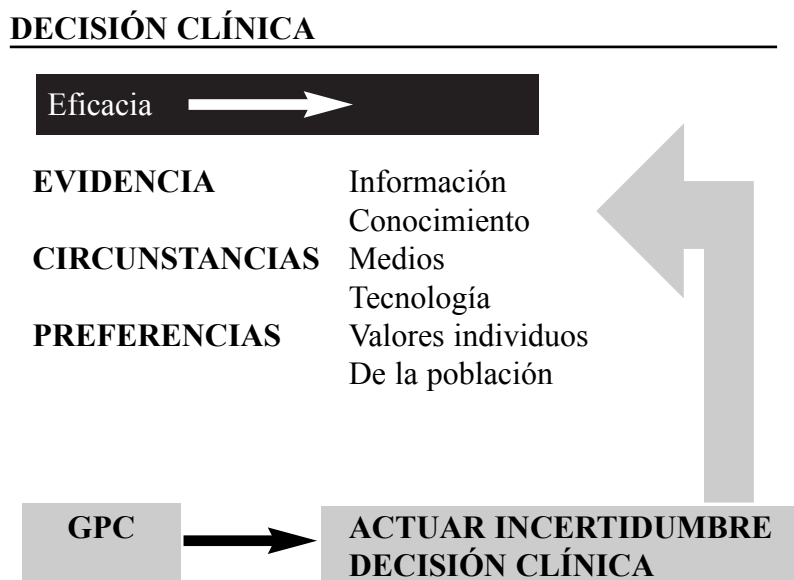 DECISIÓN CLÍNICA
Eficacia
EVIDENCIA Información
Conocimiento
CIRCUNSTANCIAS Medios
Tecnología
PREFERENCIAS Valores individuos
De la población
GPC ACTUAR INCERTIDUMBRE
DECISIÓN CLÍNICA